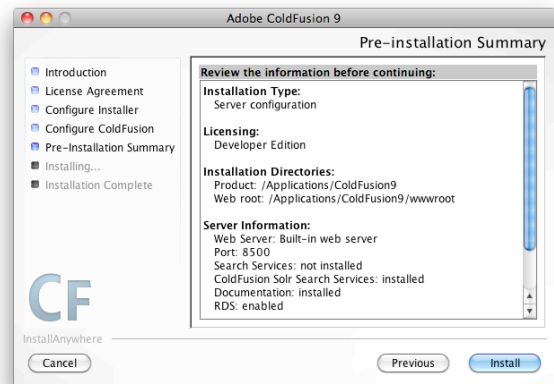 Adobe ColdFusion 9
Pre-installation Summary
Introduction
License Agreement
Configure Installer
Configure ColdFusion
Pre-Installation Summary
Installing...
Installation Complete
Review the information before continuing:
Installation Type:
Server configuration
Licensing:
Developer Edition
Installation Directories:
Product: /Applications/ColdFusion9
Web root: /Applications/ColdFusion9/wwwroot
Server Information:
Web Server: Built-in web server
Port: 8500
Search Services: not installed
ColdFusion Solr Search Services: installed
Documentation: installed
RDS: enabled
CF
InstallAnywhere
Cancel
Previous
Install